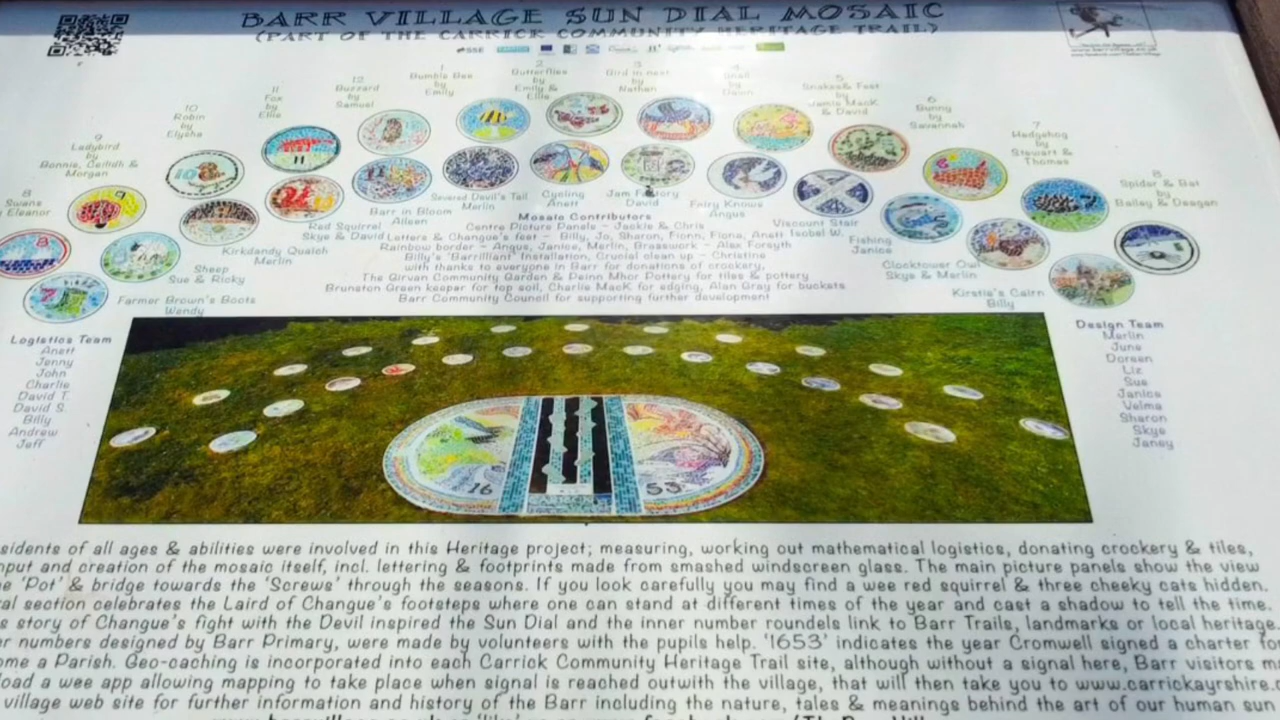 BARR VILLAGE SUN DIAL MOSAIC
(PART OF THE CARRICK COMMUNITY HERITAGE TRAIL)
SSE
8
Swans
Eleanor
9
Ladybird
by
Bonnie, Ceilidh &
Morgan
10
Robin
by
Elysha
11
Fox
by
Ellie
12
Buzzard
by
Samuel
1
Bumble Bee
by
Emily
2
Butterflies
by
Emily &
Ellie
3
Bird in nest
by
Nathan
4
Snail
by
5
Snakes& Feet
by
Jamie MacK
& David
6
Bunny
by
Savannah
7
Hedgehog
by
Stewart &
Thomas
8
Spider & Bat
by
Bailey & Deagan
Farmer Brown's Boots
Wendy
Sheep
Sue & Ricky
Kirkdandy Quaich
Merlin
Red Squirrel
Skye & David
Barr in Bloom
Aileen
Severed Devil's Tail
Merlin
Cycling
Anett
Jam Factory
David
Fairy Knowe
Angus
Viscount Stair
Isobel W.
Fishing
Janice
Clocktower Owl
Skye & Merlin
Kirstie's Cairn
Billy
Mosaic Contributors
Centre Picture Panels - Jackie & Chris
Letters & Changue's feet - Billy, Jo, Sharon, Fionn, Fiona, Anett
Rainbow border - Angus, Janice, Merlin, Brasswork - Alex Forsyth
Billy's 'Barrilliant' Installation, Crucial clean up - Christine
with thanks to everyone in Barr for donations of crockery,
The Girvan Community Garden & Penn Mhor Pottery for tiles & pottery
Brunston Green keeper for top soil, Charlie MacK for edging, Alan Gray for buckets
Barr Community Council for supporting further development
Logistics Team
Anett
Jenny
John
Charlie
David T.
David S.
Billy
Andrew
Jeff
Design Team
Merlin
June
Doreen
Liz
Sue
Janice
Velma
Sharon
Skye
Janey
16 53
sidents of all ages & abilities were involved in this Heritage project; measuring, working out mathematical logistics, donating crockery & tiles,
nput and creation of the mosaic itself, incl. lettering & footprints made from smashed windscreen glass. The main picture panels show the view
e 'Pot' & bridge towards the 'Screws' through the seasons. If you look carefully you may find a wee red squirrel & three cheeky cats hidden.
al section celebrates the Laird of Changue's footsteps where one can stand at different times of the year and cast a shadow to tell the time.
s story of Changue's fight with the Devil inspired the Sun Dial and the inner number roundels link to Barr Trails, landmarks or local heritage.
er numbers designed by Barr Primary, were made by volunteers with the pupils help. '1653' indicates the year Cromwell signed a charter for
ome a Parish. Geo-caching is incorporated into each Carrick Community Heritage Trail site, although without a signal here, Barr visitors m
load a wee app allowing mapping to take place when signal is reached outwith the village, that will then take you to www.carrickayrshire.c
village web site for further information and history of the Barr including the nature, tales & meanings behind the art of our human sun